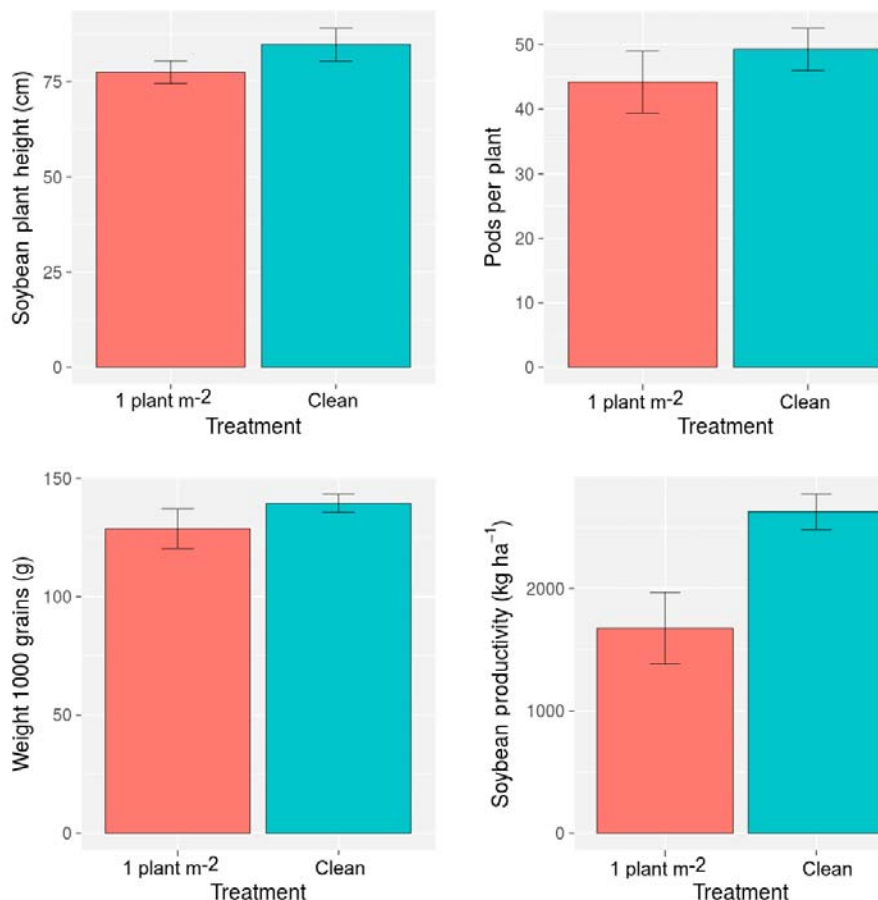 Soybean plant height (cm)
75
50
25
0
1 plant m-2
Clean
Treatment
Pods per plant
50
40
30
20
10
0
1 plant m-2
Clean
Treatment
Weight 1000 grains (g)
150
100
50
0
1 plant m-2
Clean
Treatment
Soybean productivity (kg ha⁻¹)
2000
1000
0
1 plant m-2
Clean
Treatment